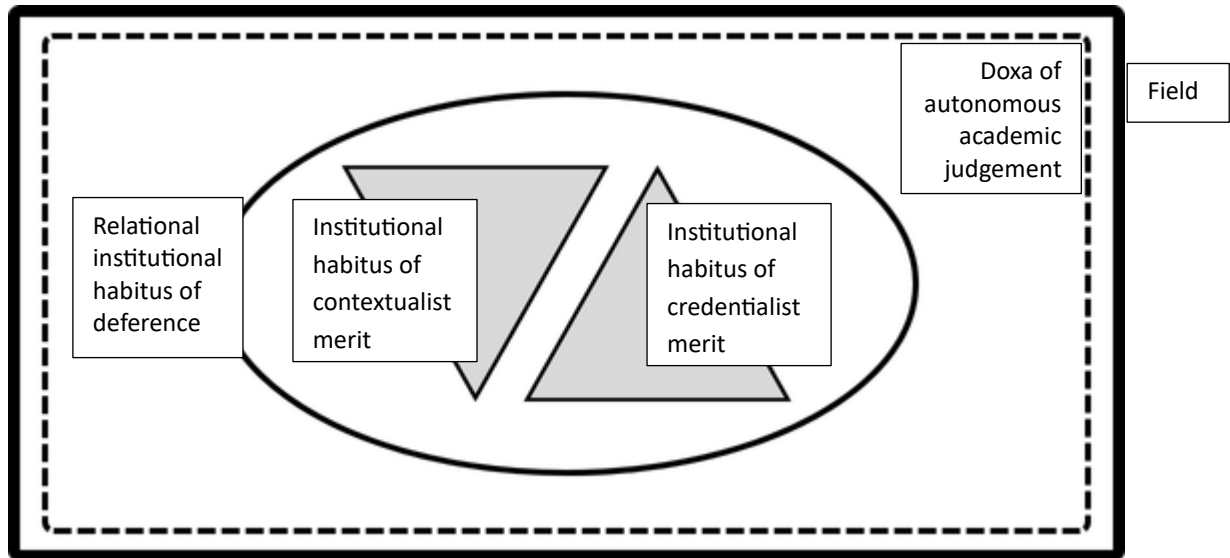 Doxa of
autonomous
academic
judgement
Field
Relational
institutional
habitus of
deference
Institutional
habitus of
contextualist
merit
Institutional
habitus of
credentialist
merit